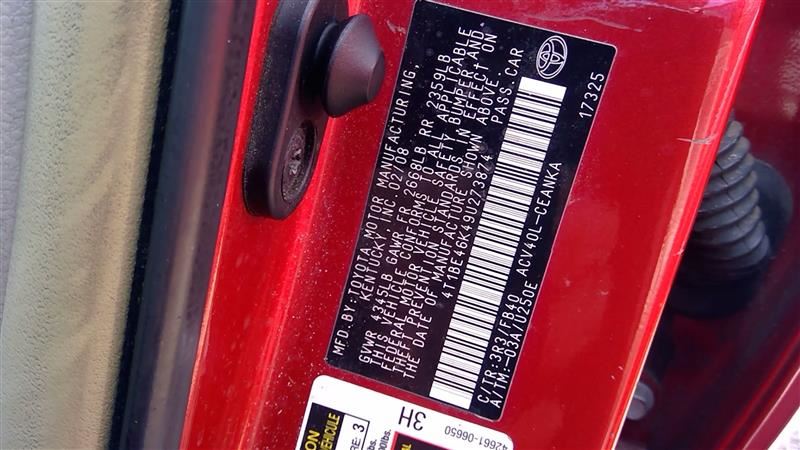 MFD.BY: TOYOTA MOTOR MANUFACTURING,
KENTUCKY, INC. 02/08
GVWR 4345LB GAWR FR 2668LB RR 2359LB
THIS VEHICLE CONFORMS TO ALL APPLICABLE
FEDERAL MOTOR VEHICLE SAFETY, BUMPER, AND
THEFT PREVENTION STANDARDS IN EFFECT ON
THE DATE OF MANUFACTURE SHOWN ABOVE.
4T1BE46K49U273874 PASS. CAR
C/TR: 3R3/FB40 ACV40L-CEANKA
A/TM:-03A/U250E 17325
42661-06650
3H